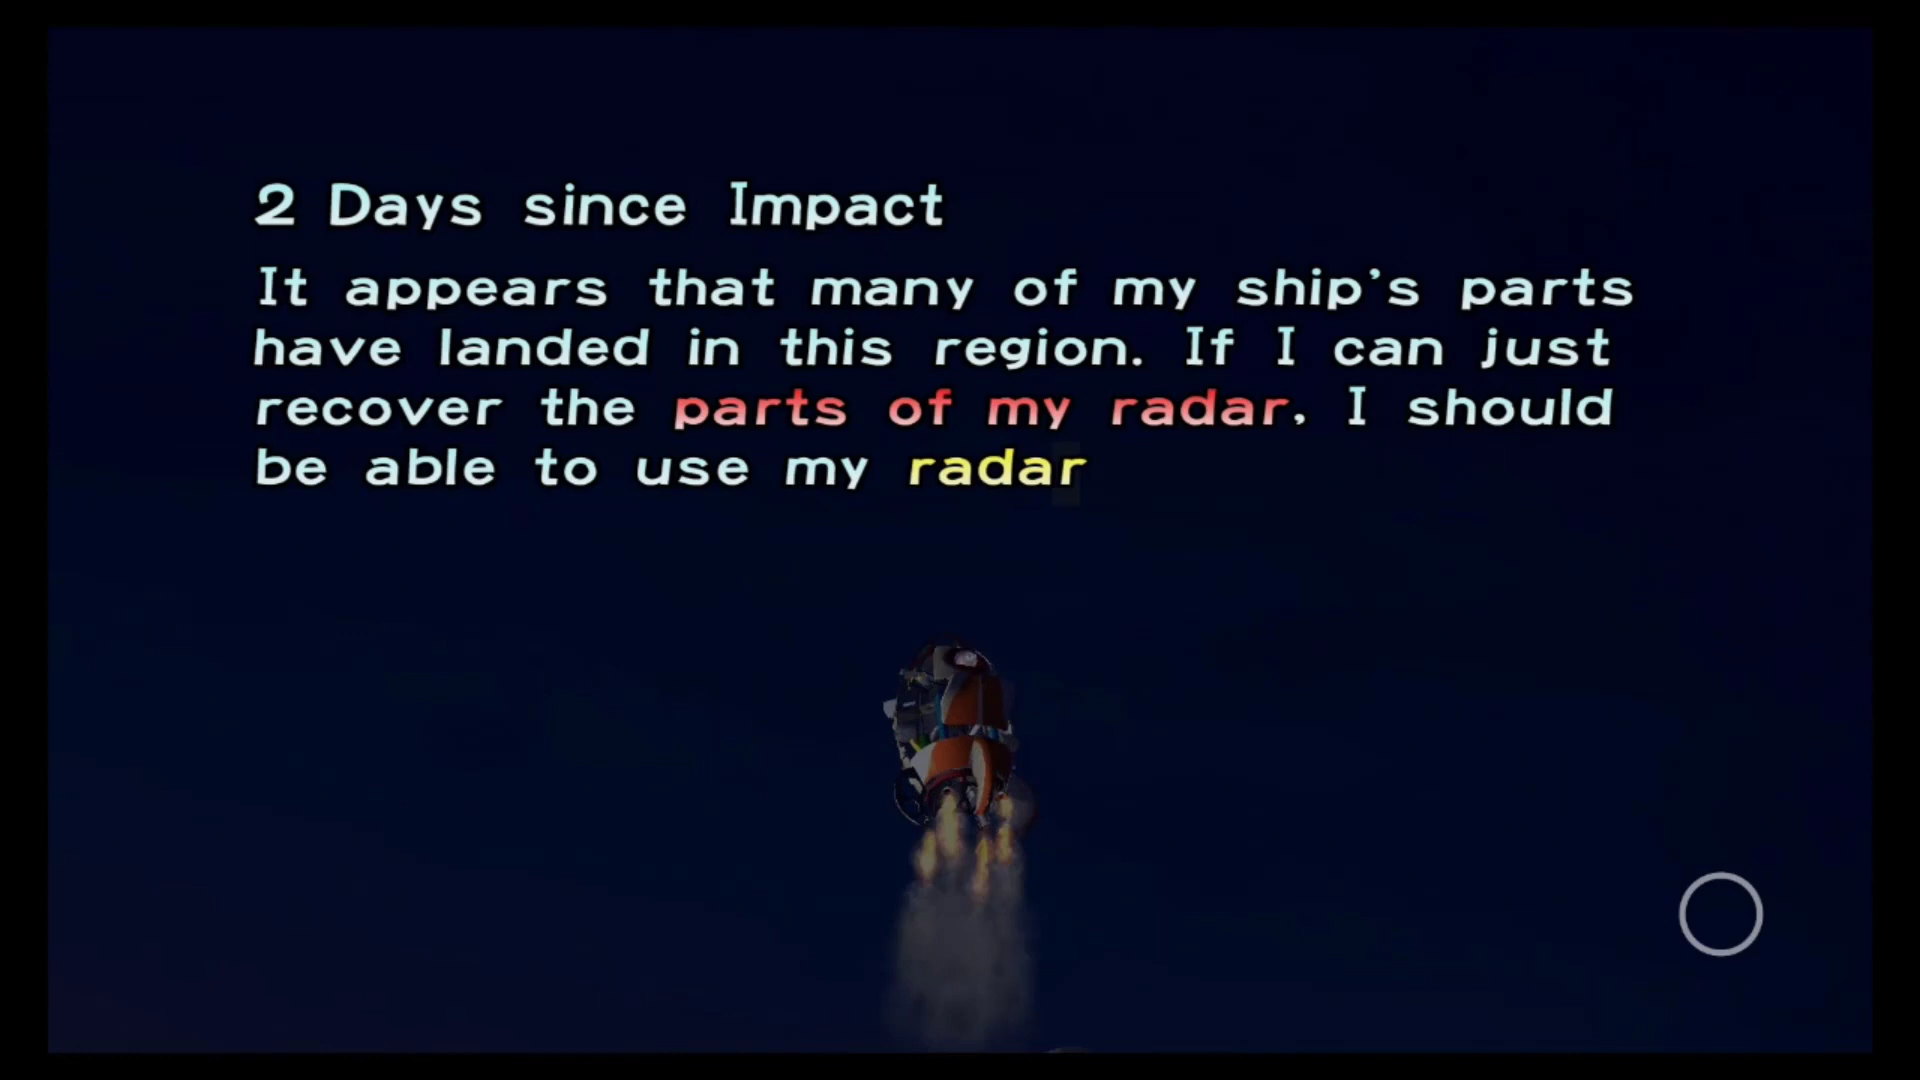 2 Days since Impact
It appears that many of my ship's parts
have landed in this region. If I can just
recover the parts of my radar, I should
be able to use my radar